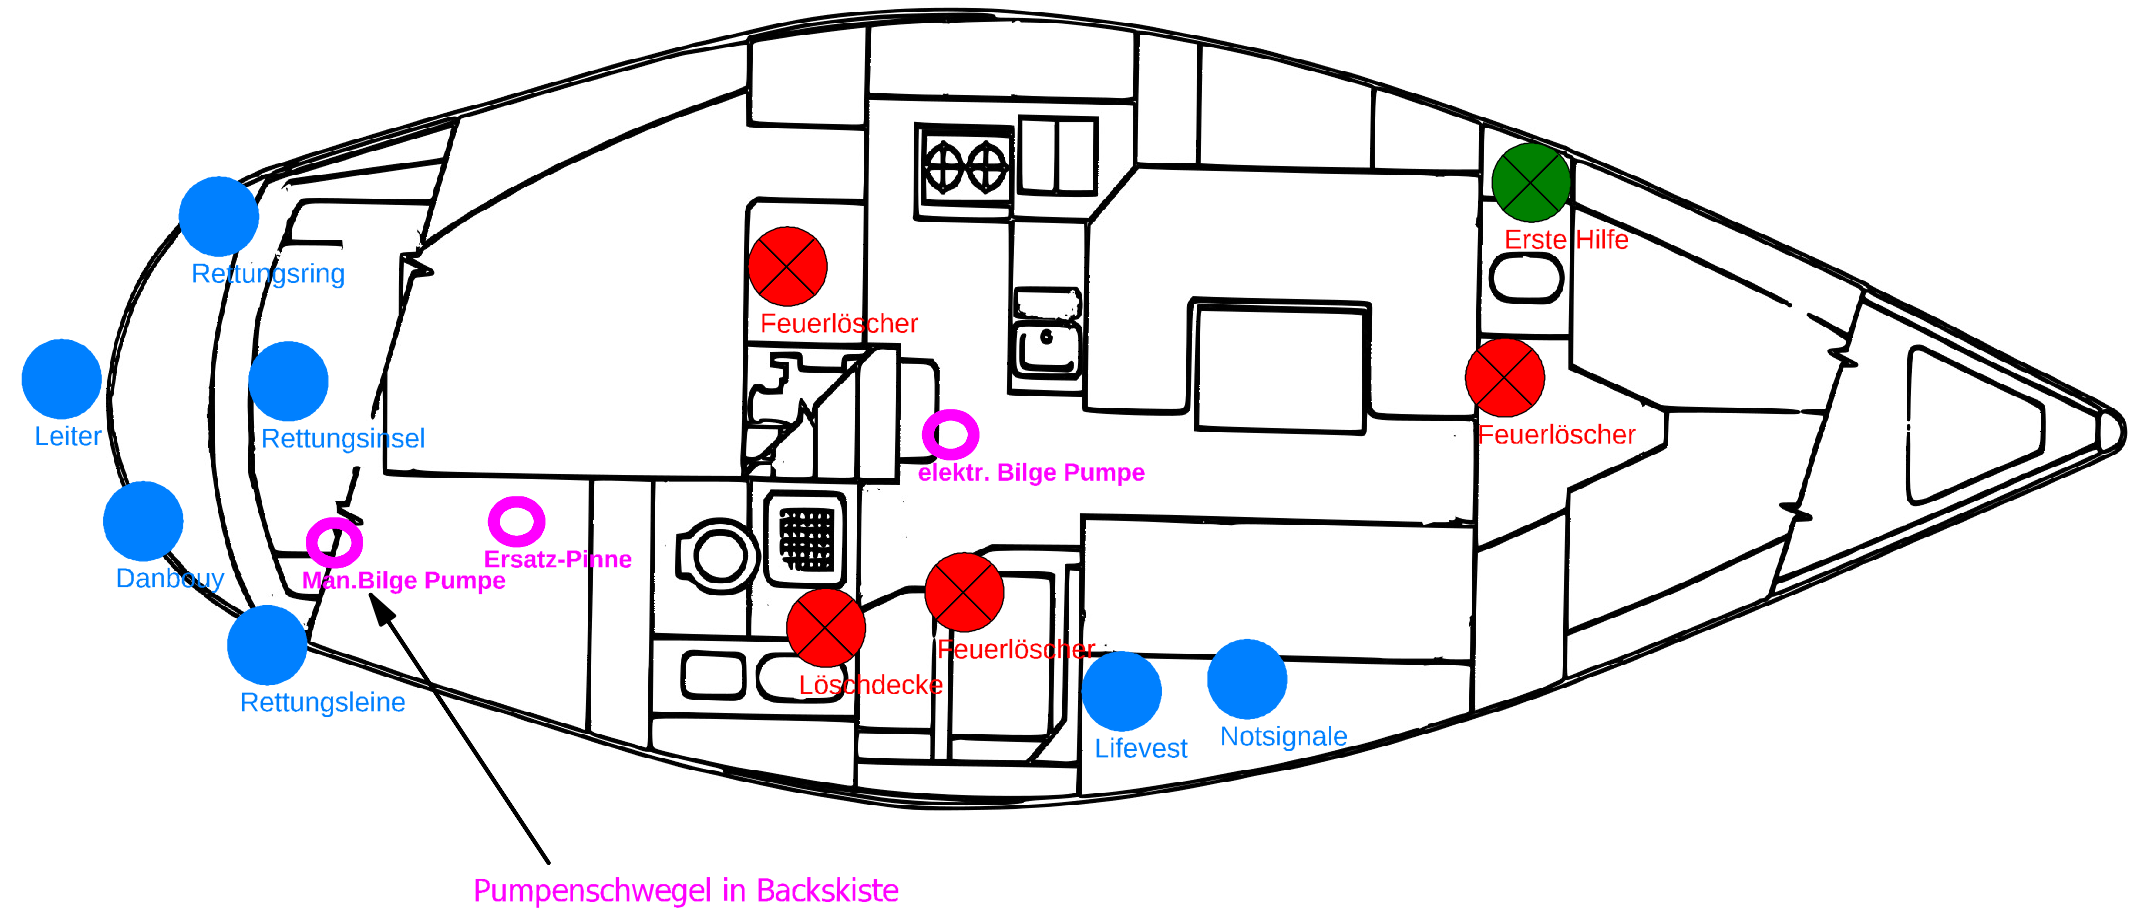 Erste Hilfe
Rettungsring
Feuerlöscher
Leiter
Rettungsinsel
Feuerlöscher
elektr. Bilge Pumpe
Ersatz-Pinne
Danbouy
Man.Bilge Pumpe
Feuerlöscher
Löschdecke
Rettungsleine
Notsignale
Lifevest
Pumpenschwegel in Backskiste